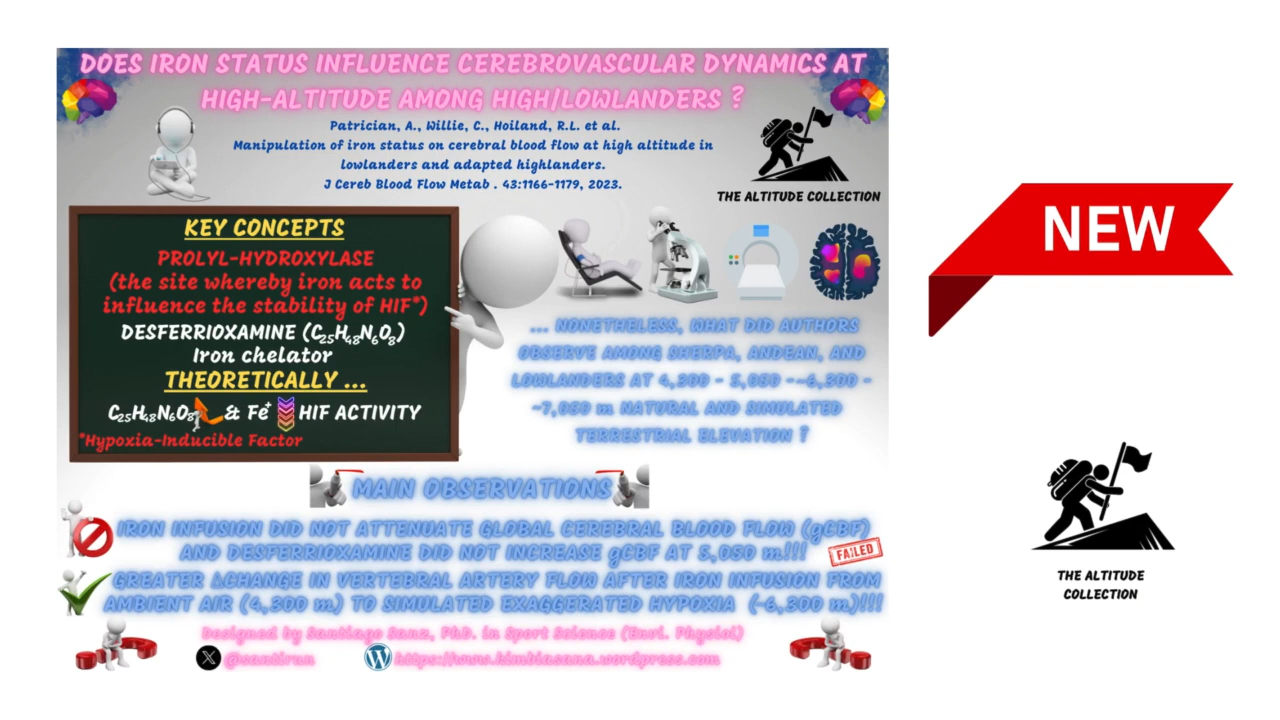 DOES IRON STATUS INFLUENCE CEREBROVASCULAR DYNAMICS AT
HIGH-ALTITUDE AMONG HIGH/LOWLANDERS ?
Patrician, A., Willie, C., Hoiland, R.L. et al.
Manipulation of iron status on cerebral blood flow at high altitude in
lowlanders and adapted highlanders.
J Cereb Blood Flow Metab . 43:1166-1179, 2023.
THE ALTITUDE COLLECTION
KEY CONCEPTS
PROLYL-HYDROXYLASE
(the site whereby iron acts to
influence the stability of HIF*)
DESFERRIOXAMINE (C25H48N6O8)
Iron chelator
THEORETICALLY ...
C25H48N6O8 & Fe+ HIF ACTIVITY
*Hypoxia-Inducible Factor
... NONETHELESS, WHAT DID AUTHORS
OBSERVE AMONG SHERPA, ANDEAN, AND
LOWLANDERS AT 4,300 - 5,050 -~6,300 -
~7,050 m NATURAL AND SIMULATED
TERRESTRIAL ELEVATION ?
MAIN OBSERVATIONS
IRON INFUSION DID NOT ATTENUATE GLOBAL CEREBRAL BLOOD FLOW (gCBF)
AND DESFERRIOXAMINE DID NOT INCREASE gCBF AT 5,050 m!!!
FAILED
GREATER ΔCHANGE IN VERTEBRAL ARTERY FLOW AFTER IRON INFUSION FROM
AMBIENT AIR (4,300 m) TO SIMULATED EXAGGERATED HYPOXIA (~6,300 m)!!!
Designed by Santiago Sanz, PhD. in Sport Science (Envi. Physiol)
@santirun
https://www.kimbiasana.wordpress.com
NEW
THE ALTITUDE
COLLECTION